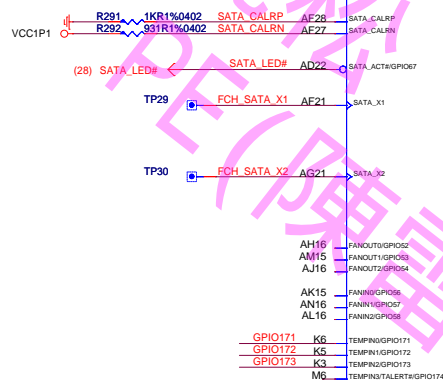 R291 1KR1%0402 SATA_CALRP AF28 SATA_CALRP
VCC1P1 R292 931R1%0402 SATA_CALRN AF27 SATA_CALRN
(28) SATA_LED# SATA_LED# AD22 SATA_ACT#/GPIO67
TP29 FCH_SATA_X1 AF21 SATA_X1
TP30 FCH_SATA_X2 AG21 SATA_X2
AH16 FANOUT0/GPIO52
AM15 FANOUT1/GPIO53
AJ16 FANOUT2/GPIO54
AK15 FANIN0/GPIO56
AN16 FANIN1/GPIO57
AL16 FANIN2/GPIO58
GPIO171 K6 TEMPIN0/GPIO171
GPIO172 K5 TEMPIN1/GPIO172
GPIO173 K3 TEMPIN2/GPIO173
M6 TEMPIN3/TALERT#/GPIO174
PE(陳雷